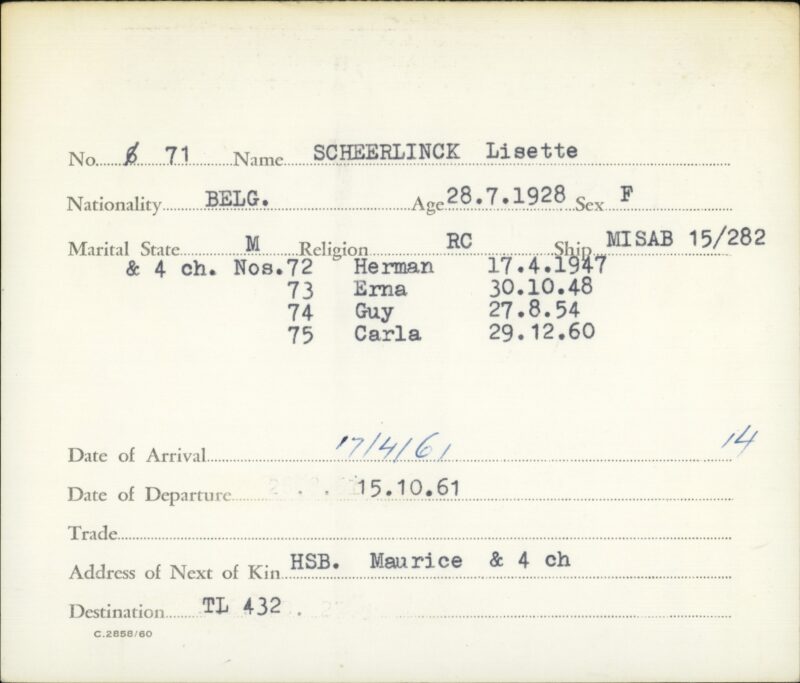 No. 71 Name SCHEERLINCK Lisette
Nationality BELG. Age 28.7.1928 Sex F
Marital State M Religion RC Ship MISAB 15/282
& 4 ch. Nos.72 Herman 17.4.1947
73 Erna 30.10.48
74 Guy 27.8.54
75 Carla 29.12.60
Date of Arrival 17/4/61 14
Date of Departure 15.10.61
Trade
Address of Next of Kin HSB. Maurice & 4 ch
Destination TL 432 .
C.2858/60